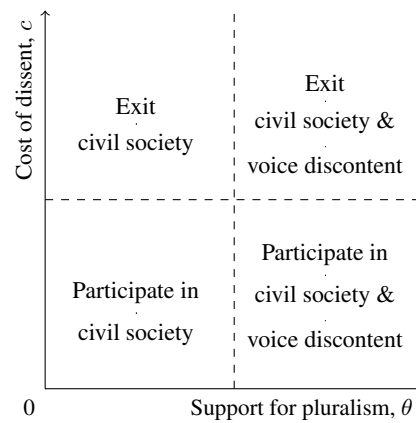 Cost of dissent, c
Exit
civil society
Exit
civil society &
voice discontent
Participate in
civil society
Participate in
civil society &
voice discontent
0
Support for pluralism, θ